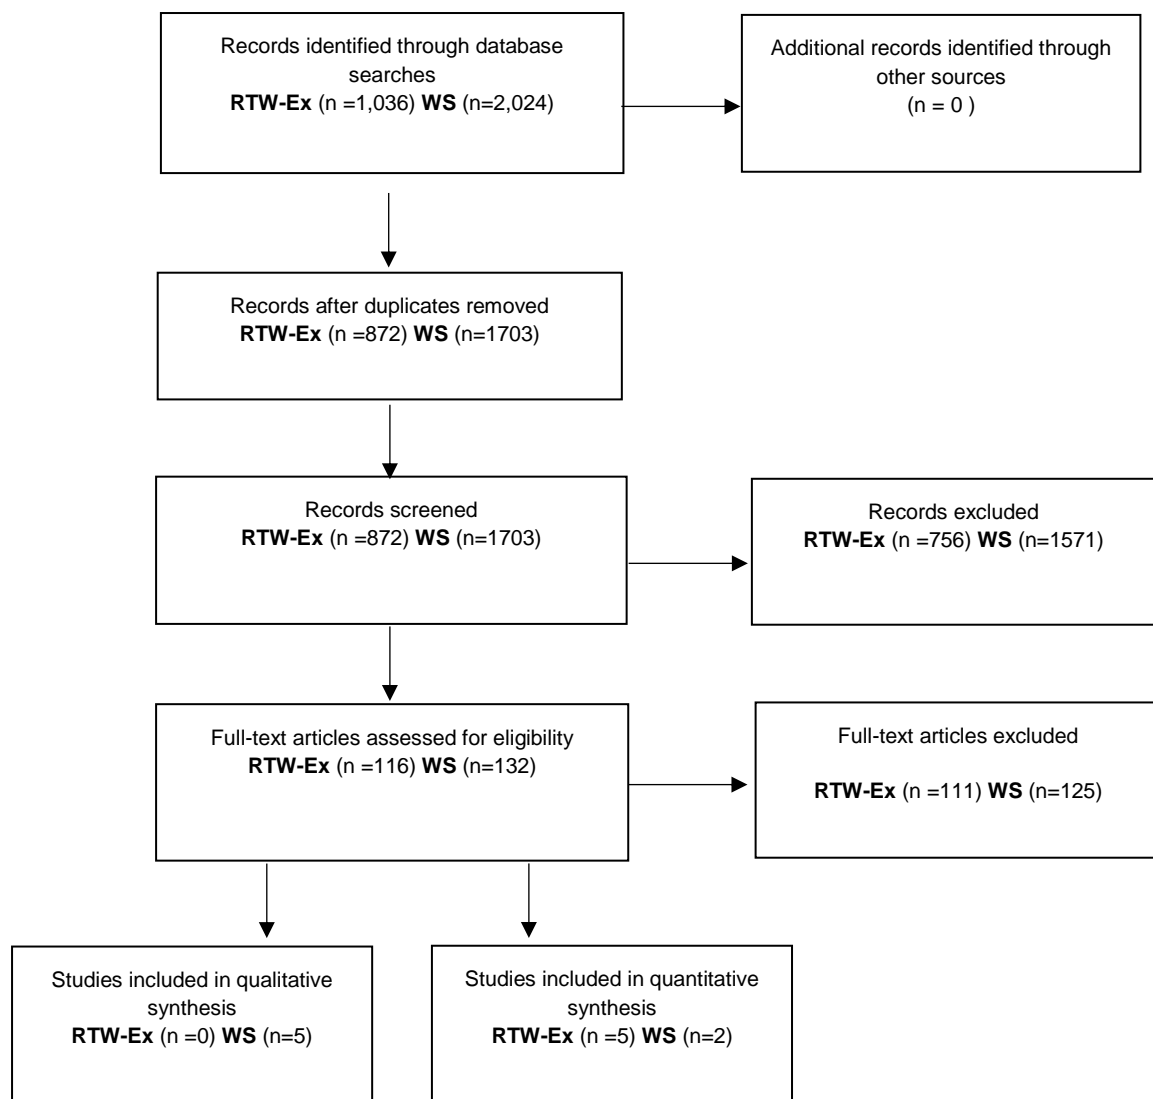 Records identified through database
searches
RTW-Ex (n =1,036) WS (n=2,024)
Additional records identified through
other sources
(n = 0 )
Records after duplicates removed
RTW-Ex (n =872) WS (n=1703)
Records screened
RTW-Ex (n =872) WS (n=1703)
Records excluded
RTW-Ex (n =756) WS (n=1571)
Full-text articles assessed for eligibility
RTW-Ex (n =116) WS (n=132)
Full-text articles excluded
RTW-Ex (n =111) WS (n=125)
Studies included in qualitative
synthesis
RTW-Ex (n =0) WS (n=5)
Studies included in quantitative
synthesis
RTW-Ex (n =5) WS (n=2)